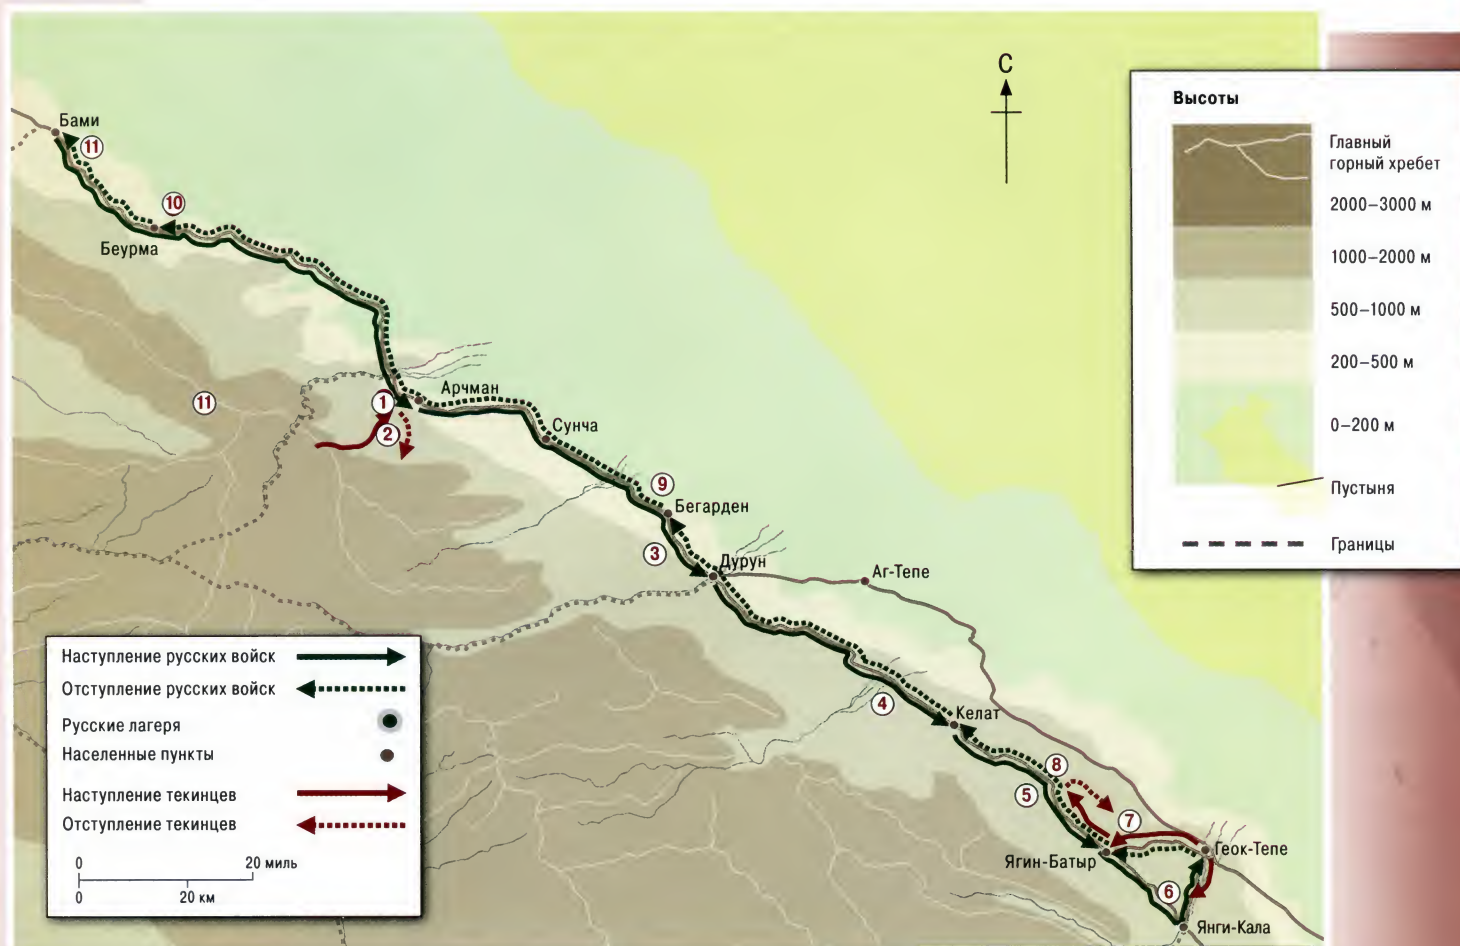 С
Бами
11
10
Беурма
11
1
Арчман
2
Сунча
9
Бегарден
3
Дурун
Аг-Тепе
4
Келат
8
5
7
Ягин-Батыр
Геок-Тепе
6
Янги-Кала
Высоты
Главный
горный хребет
2000–3000 м
1000–2000 м
500–1000 м
200–500 м
0–200 м
Пустыня
Границы
Наступление русских войск
Отступление русских войск
Русские лагеря
Населенные пункты
Наступление текинцев
Отступление текинцев
0 20 миль
0 20 км